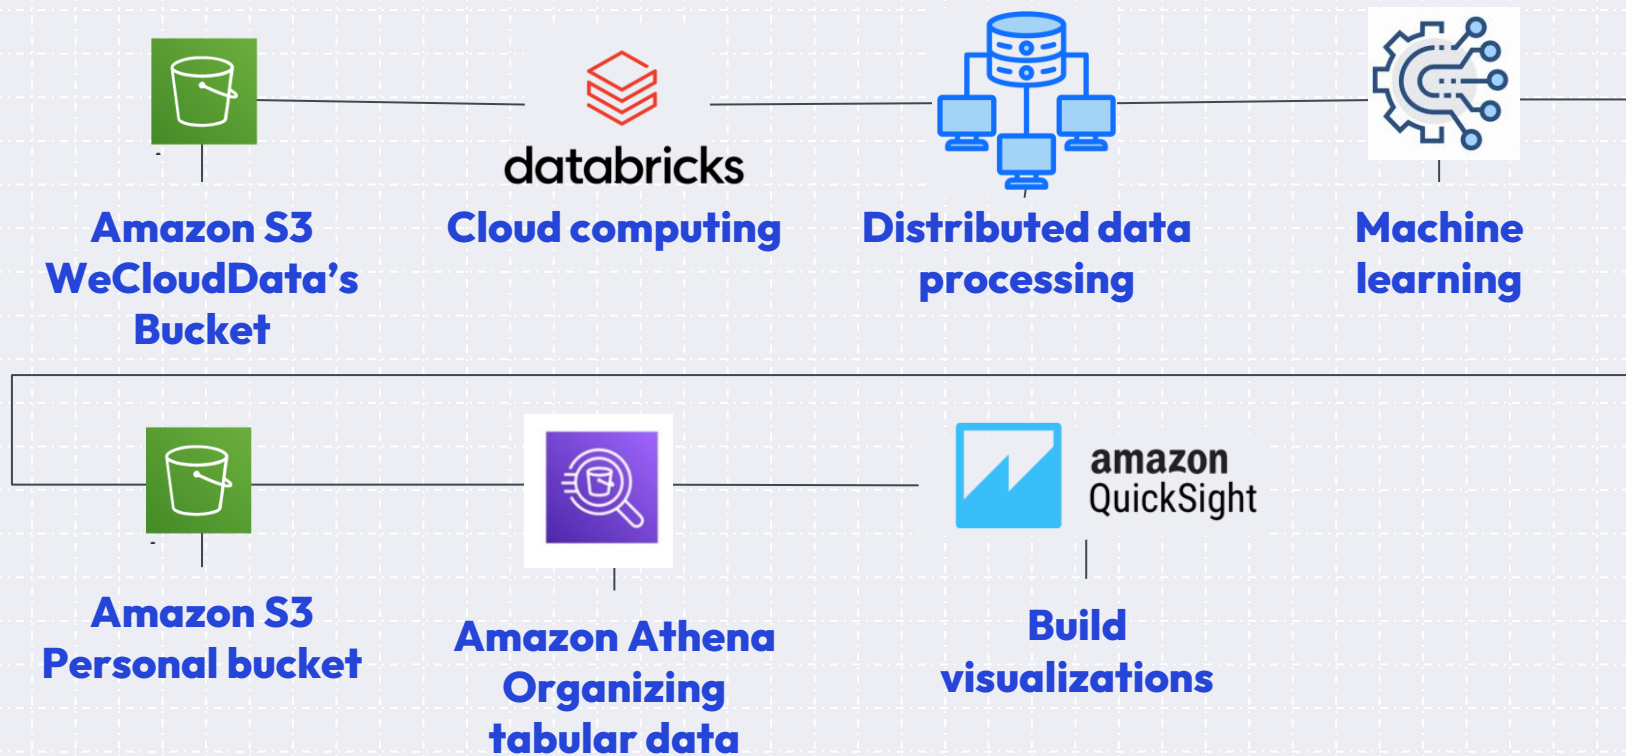 databricks
Amazon S3
WeCloudData’s
Bucket
Cloud computing
Distributed data
processing
Machine
learning
amazon
QuickSight
Amazon S3
Personal bucket
Amazon Athena
Organizing
tabular data
Build
visualizations